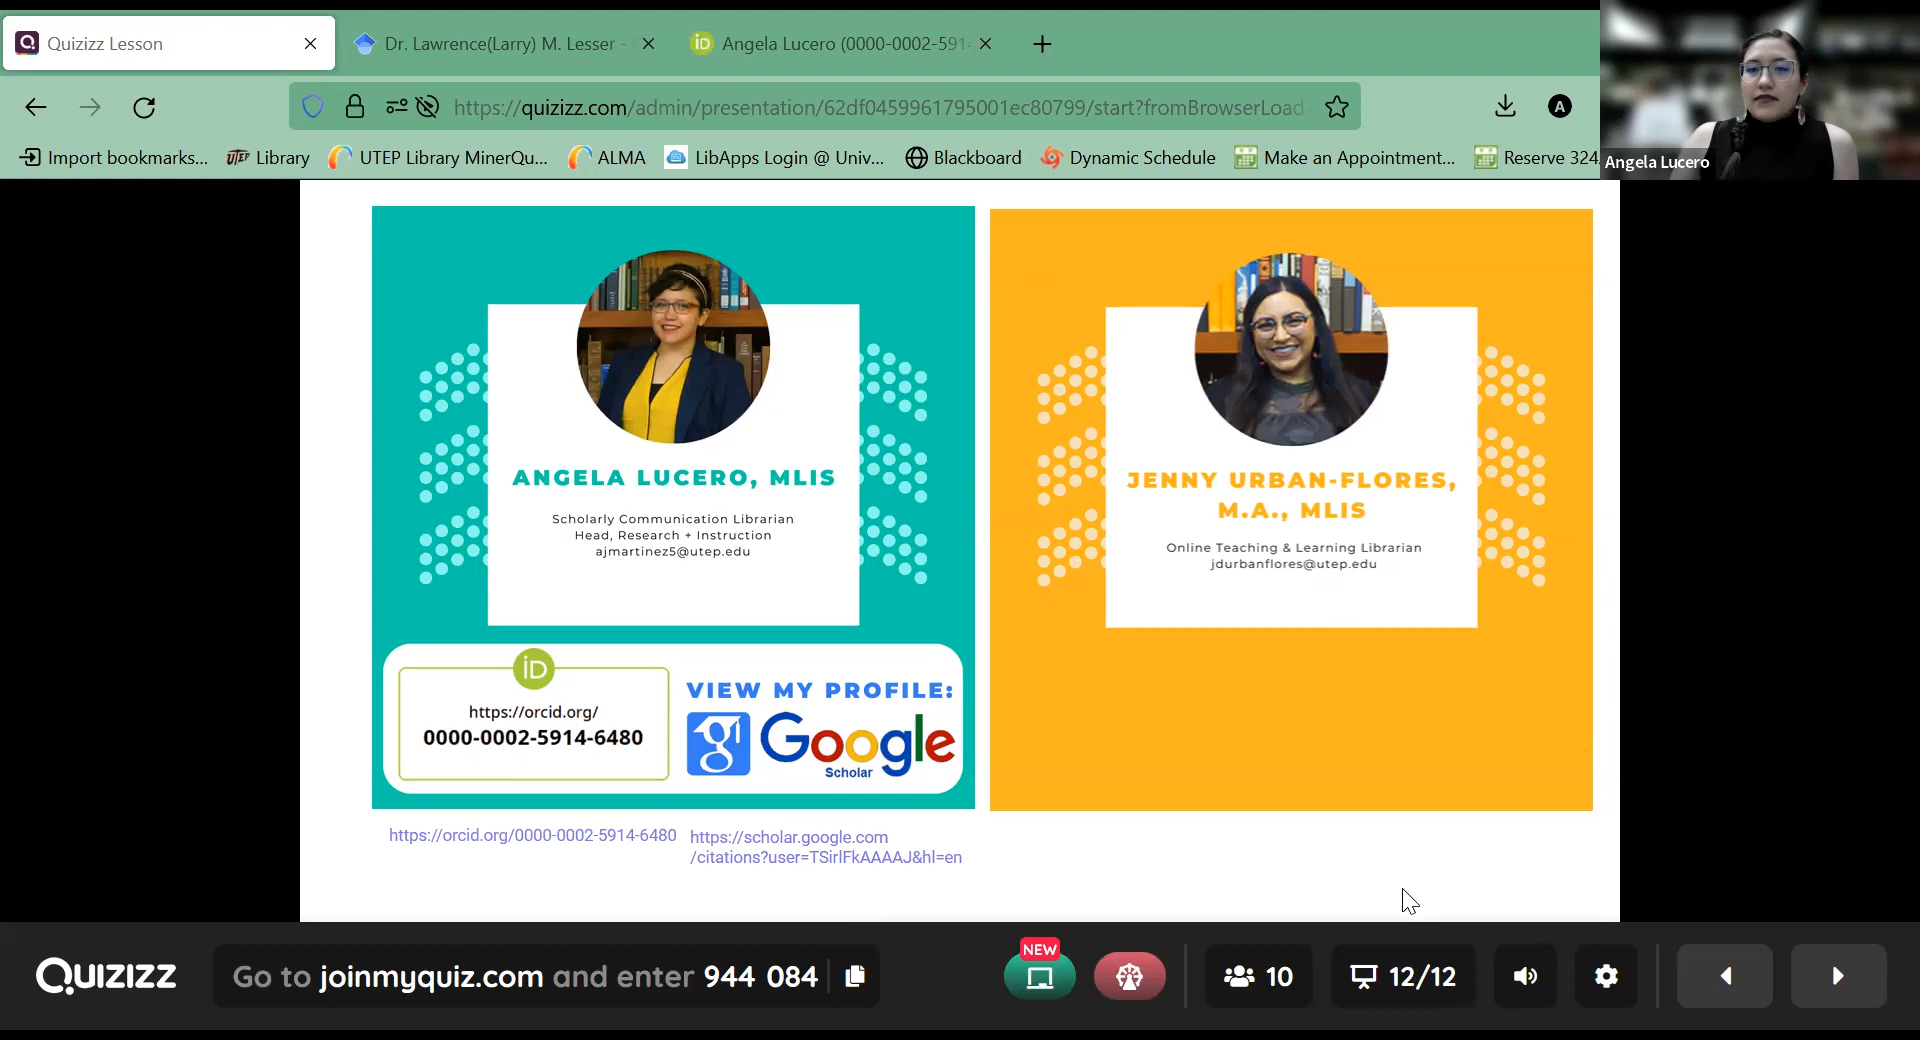 Quizizz Lesson
Dr. Lawrence(Larry) M. Lesser -
Angela Lucero (0000-0002-591
https://quizizz.com/admin/presentation/62df0459961795001ec80799/start?fromBrowserLoad
A
Import bookmarks...
UTEP Library
UTEP Library MinerQu...
ALMA
LibApps Login @ Univ...
Blackboard
Dynamic Schedule
Make an Appointment...
Reserve 324
Angela Lucero
ANGELA LUCERO, MLIS
Scholarly Communication Librarian
Head, Research + Instruction
ajmartinez5@utep.edu
iD
https://orcid.org/
0000-0002-5914-6480
VIEW MY PROFILE:
g Google
Scholar
https://orcid.org/0000-0002-5914-6480
https://scholar.google.com
/citations?user=TSirlFkAAAAJ&hl=en
JENNY URBAN-FLORES,
M.A., MLIS
Online Teaching & Learning Librarian
jdurbanflores@utep.edu
QUIZIZZ
Go to joinmyquiz.com and enter 944 084
NEW
10
12/12